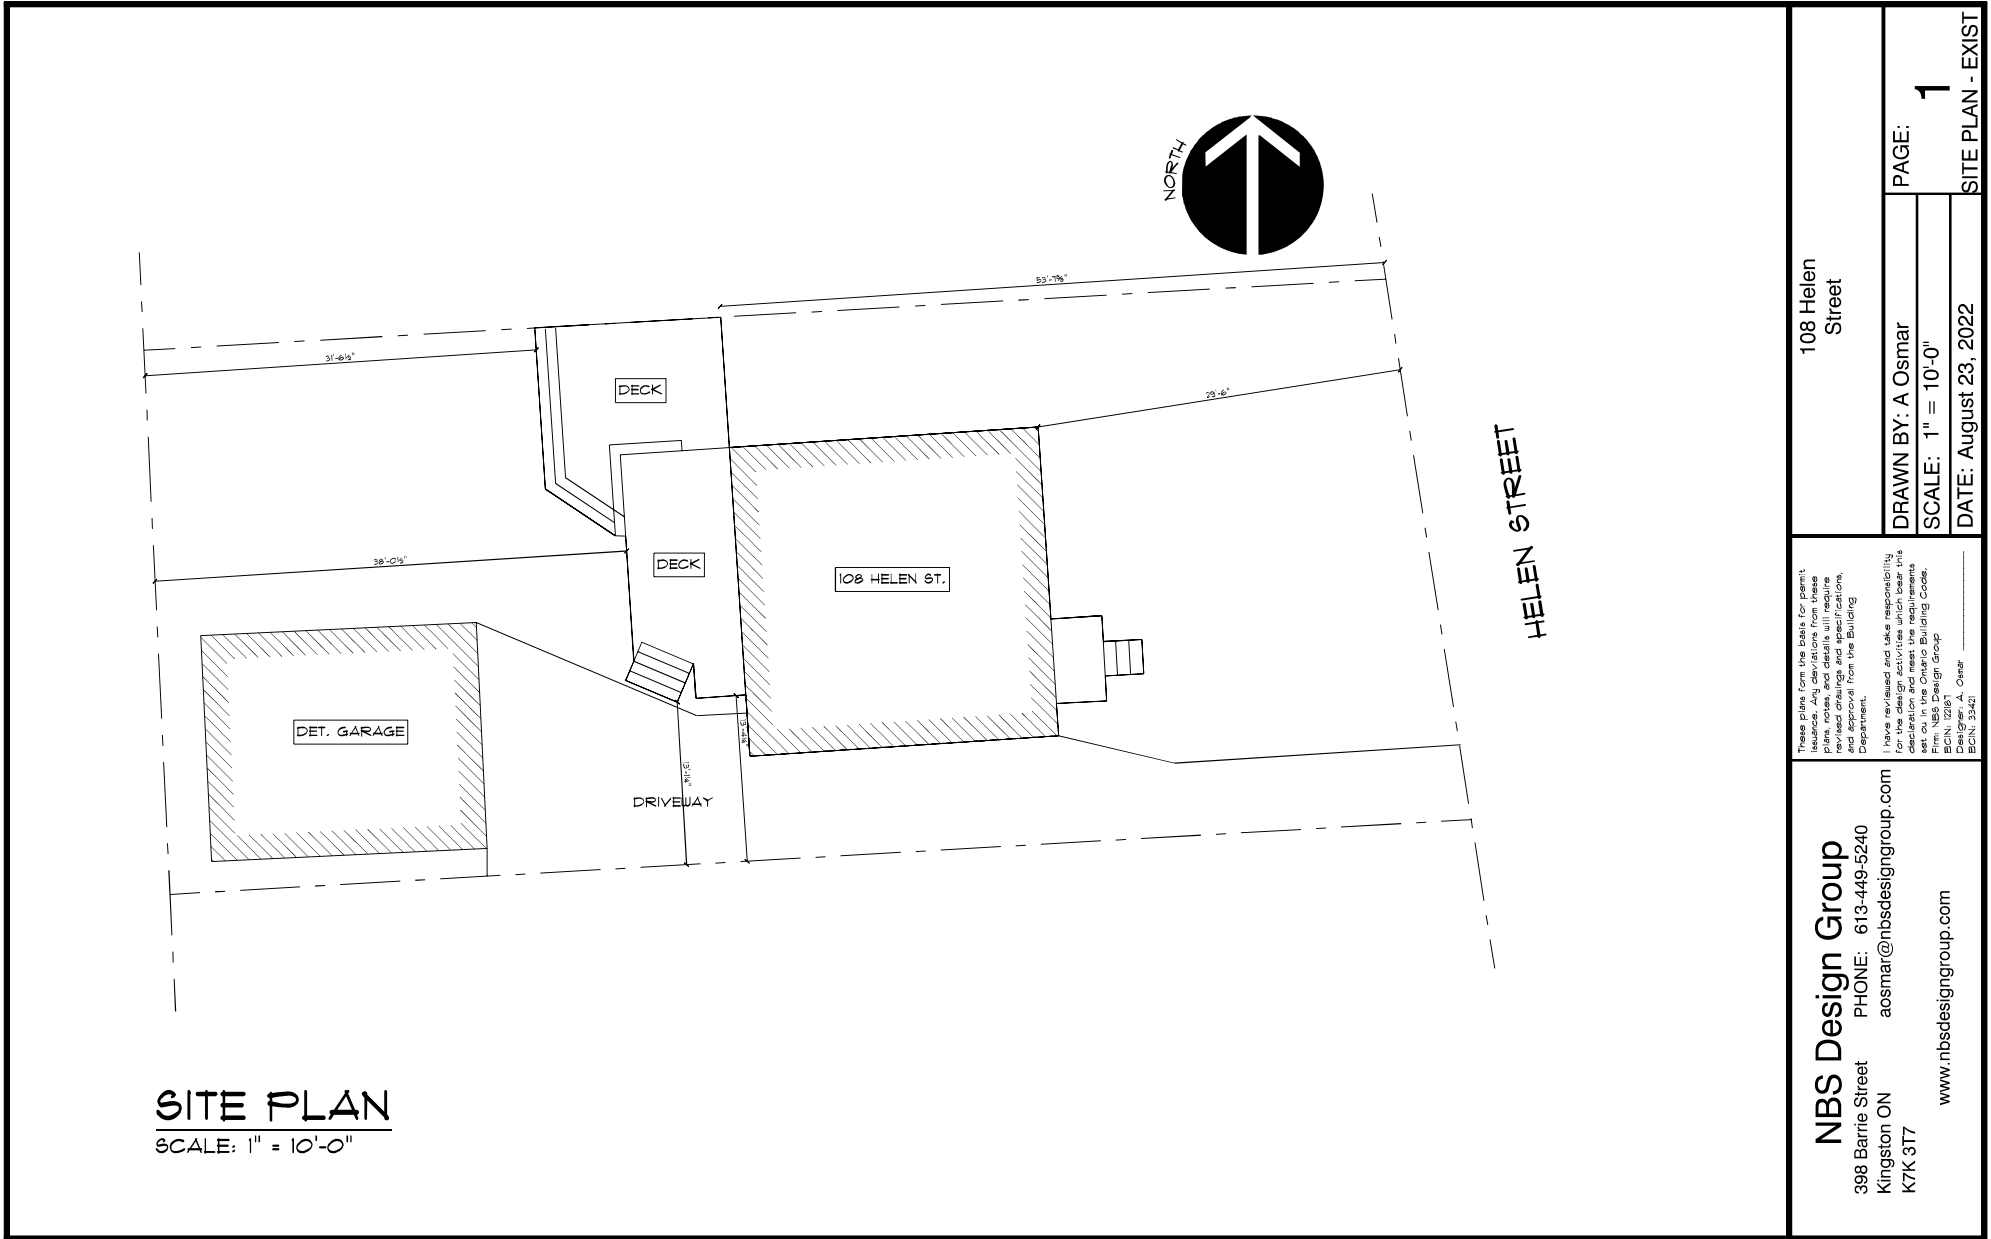 NORTH
53'-7⅝"
31'-6½"
DECK
29'-6"
HELEN STREET
38'-0½"
DECK
108 HELEN ST.
DET. GARAGE
DRIVEWAY
SITE PLAN
SCALE: 1" = 10'-0"
108 Helen
Street
PAGE:
1
SITE PLAN - EXIST
DRAWN BY: A Osmar
SCALE: 1" = 10'-0"
DATE: August 23, 2022
These plans form the basis for permit
issuance. Any deviations from these
plans, notes, and details will require
revised drawings and specifications,
and approval from the Building
Department.
I have reviewed and take responsibility
for the design activities which bear this
declaration and meet the requirements
set ou in the Ontario Building Code.
Firm: NBS Design Group
BCIN: 122187
Designer: A. Osmar
BCIN: 33421
NBS Design Group
398 Barrie Street PHONE: 613-449-5240
Kingston ON aosmar@nbsdesigngroup.com
K7K 3T7
www.nbsdesigngroup.com